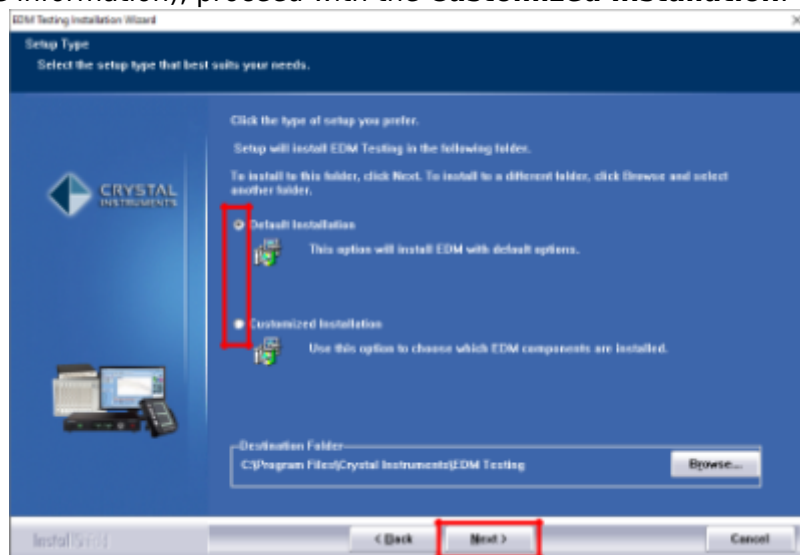 e information), proceed with the Customized Installation.
EDM Testing Installation Wizard
Setup Type
Select the setup type that best suits your needs.
Click the type of setup you prefer.
Setup will install EDM Testing in the following folder.
To install to this folder, click Next. To install to a different folder, click Browse and select
another folder.
CRYSTAL
INSTRUMENTS
Default Installation
This option will install EDM with default options.
Customized Installation
Use this option to choose which EDM components are installed.
Destination Folder
C:\Program Files\Crystal Instruments\EDM Testing
Browse...
InstallShield
< Back
Next >
Cancel